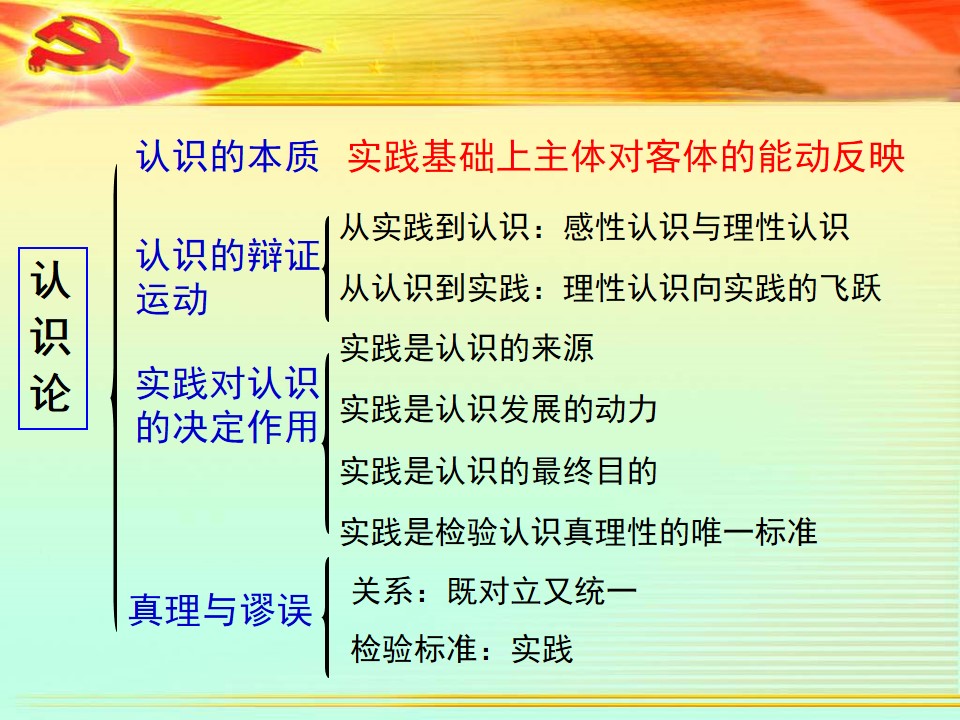 认识论
认识的本质 实践基础上主体对客体的能动反映
认识的辩证
运动
从实践到认识：感性认识与理性认识
从认识到实践：理性认识向实践的飞跃
实践对认识
的决定作用
实践是认识的来源
实践是认识发展的动力
实践是认识的最终目的
实践是检验认识真理性的唯一标准
真理与谬误
关系：既对立又统一
检验标准：实践